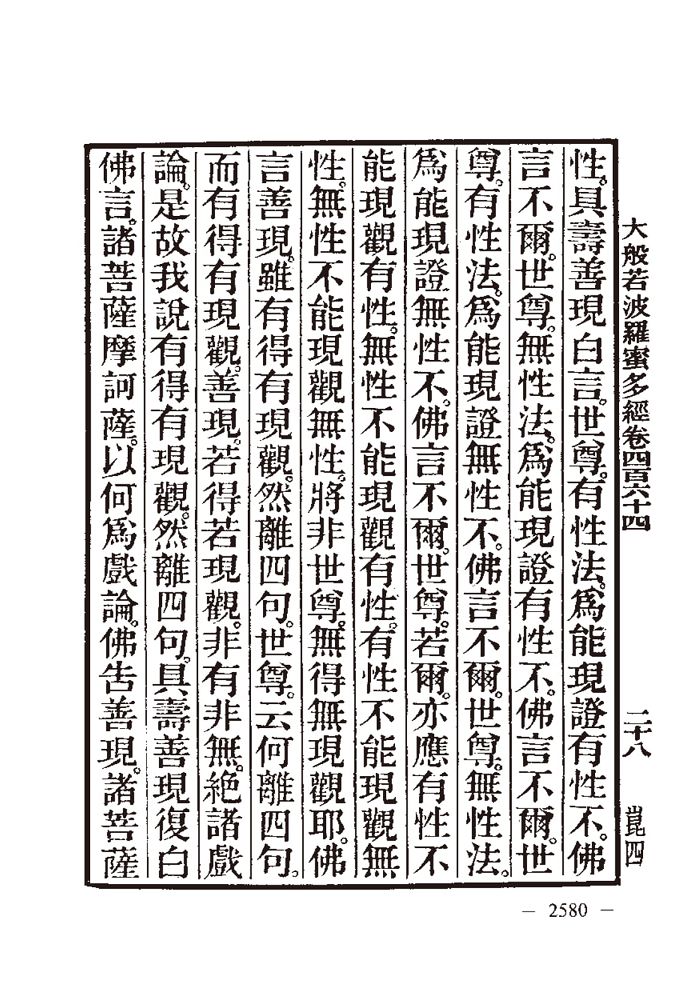 大般若波羅蜜多經卷四百六十四 二十八 崑四
性。具壽善現白言。世尊。有性法。爲能現證有性不。佛
言不爾。世尊。無性法。爲能現證有性不。佛言不爾。世
尊。有性法。爲能現證無性不。佛言不爾。世尊。無性法。
爲能現證無性不。佛言不爾。世尊。若爾。亦應有性不
能現觀有性。無性不能現觀有性。有性不能現觀無
性。無性不能現觀無性。將非世尊。無得無現觀耶。佛
言善現。雖有得有現觀。然離四句。世尊。云何離四句。
而有得有現觀。善現。若得若現觀。非有非無。絶諸戲
論。是故我說有得有現觀。然離四句。具壽善現復白
佛言。諸菩薩摩訶薩。以何爲戲論。佛告善現。諸菩薩
— 2580 —